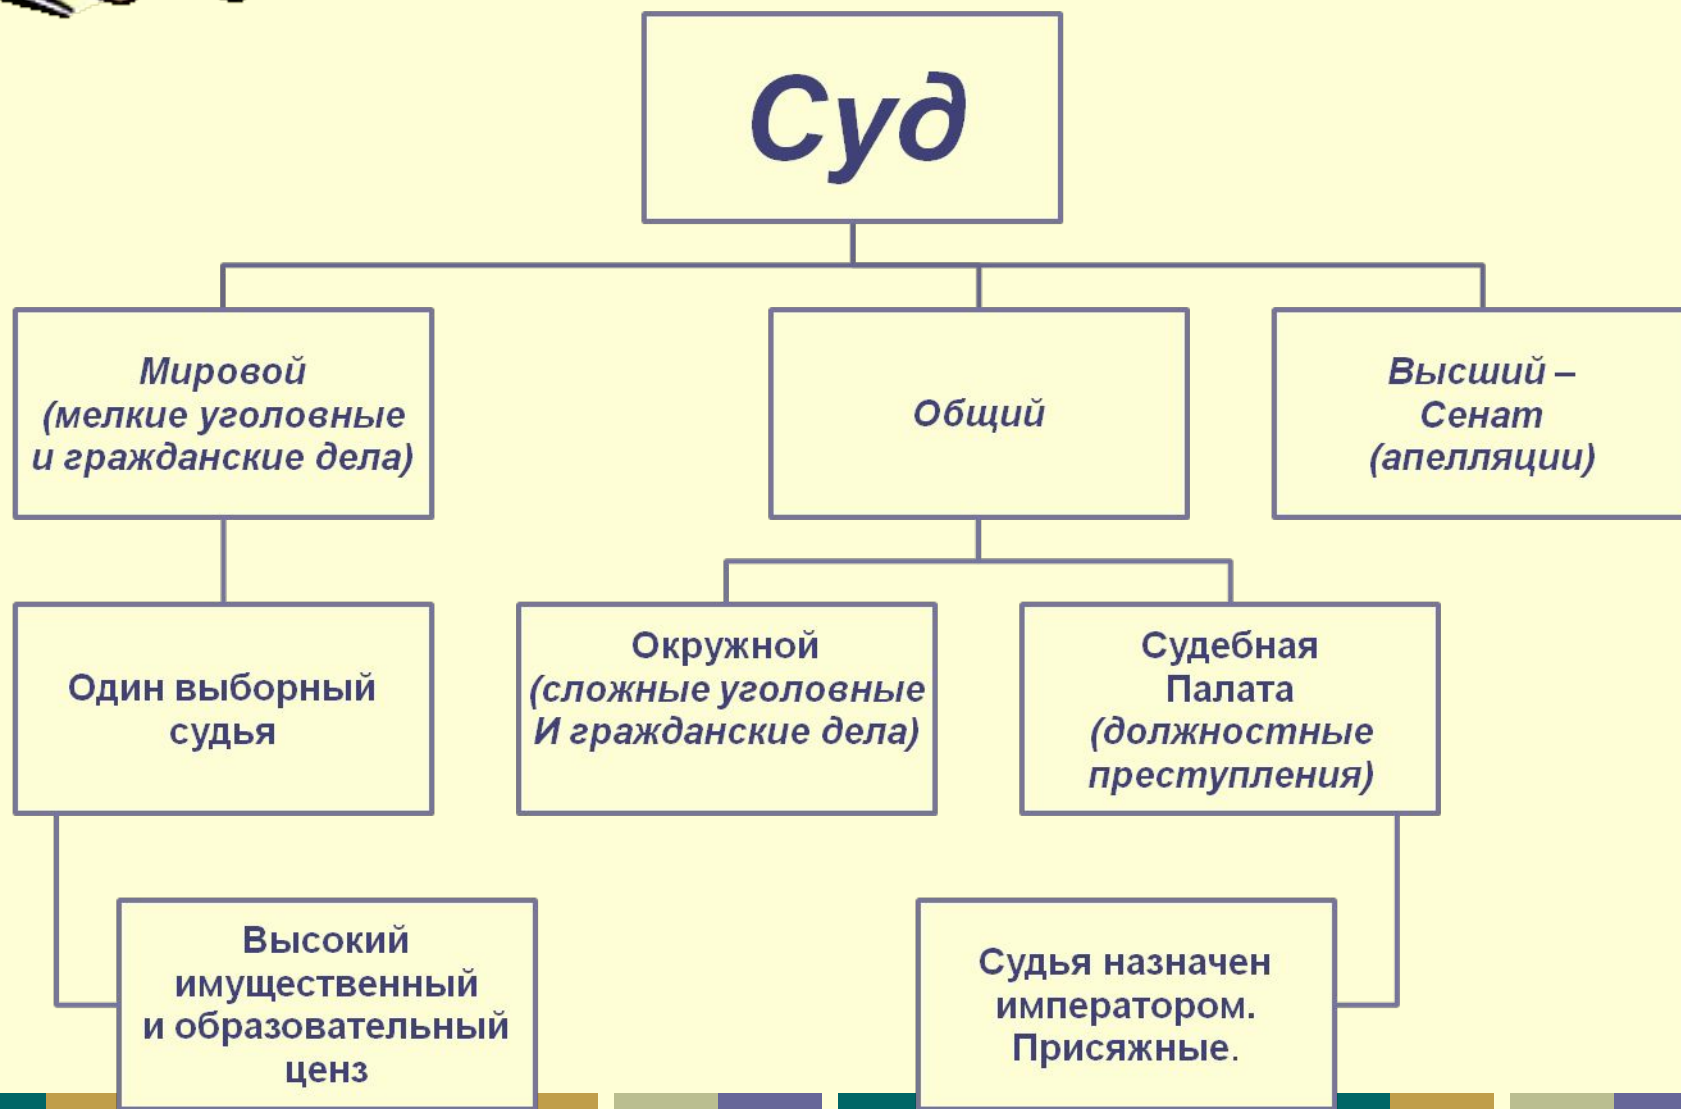 Суд
Мировой
(мелкие уголовные
и гражданские дела)
Общий
Высший –
Сенат
(апелляции)
Один выборный
судья
Окружной
(сложные уголовные
И гражданские дела)
Судебная
Палата
(должностные
преступления)
Высокий
имущественный
и образовательный
ценз
Судья назначен
императором.
Присяжные.